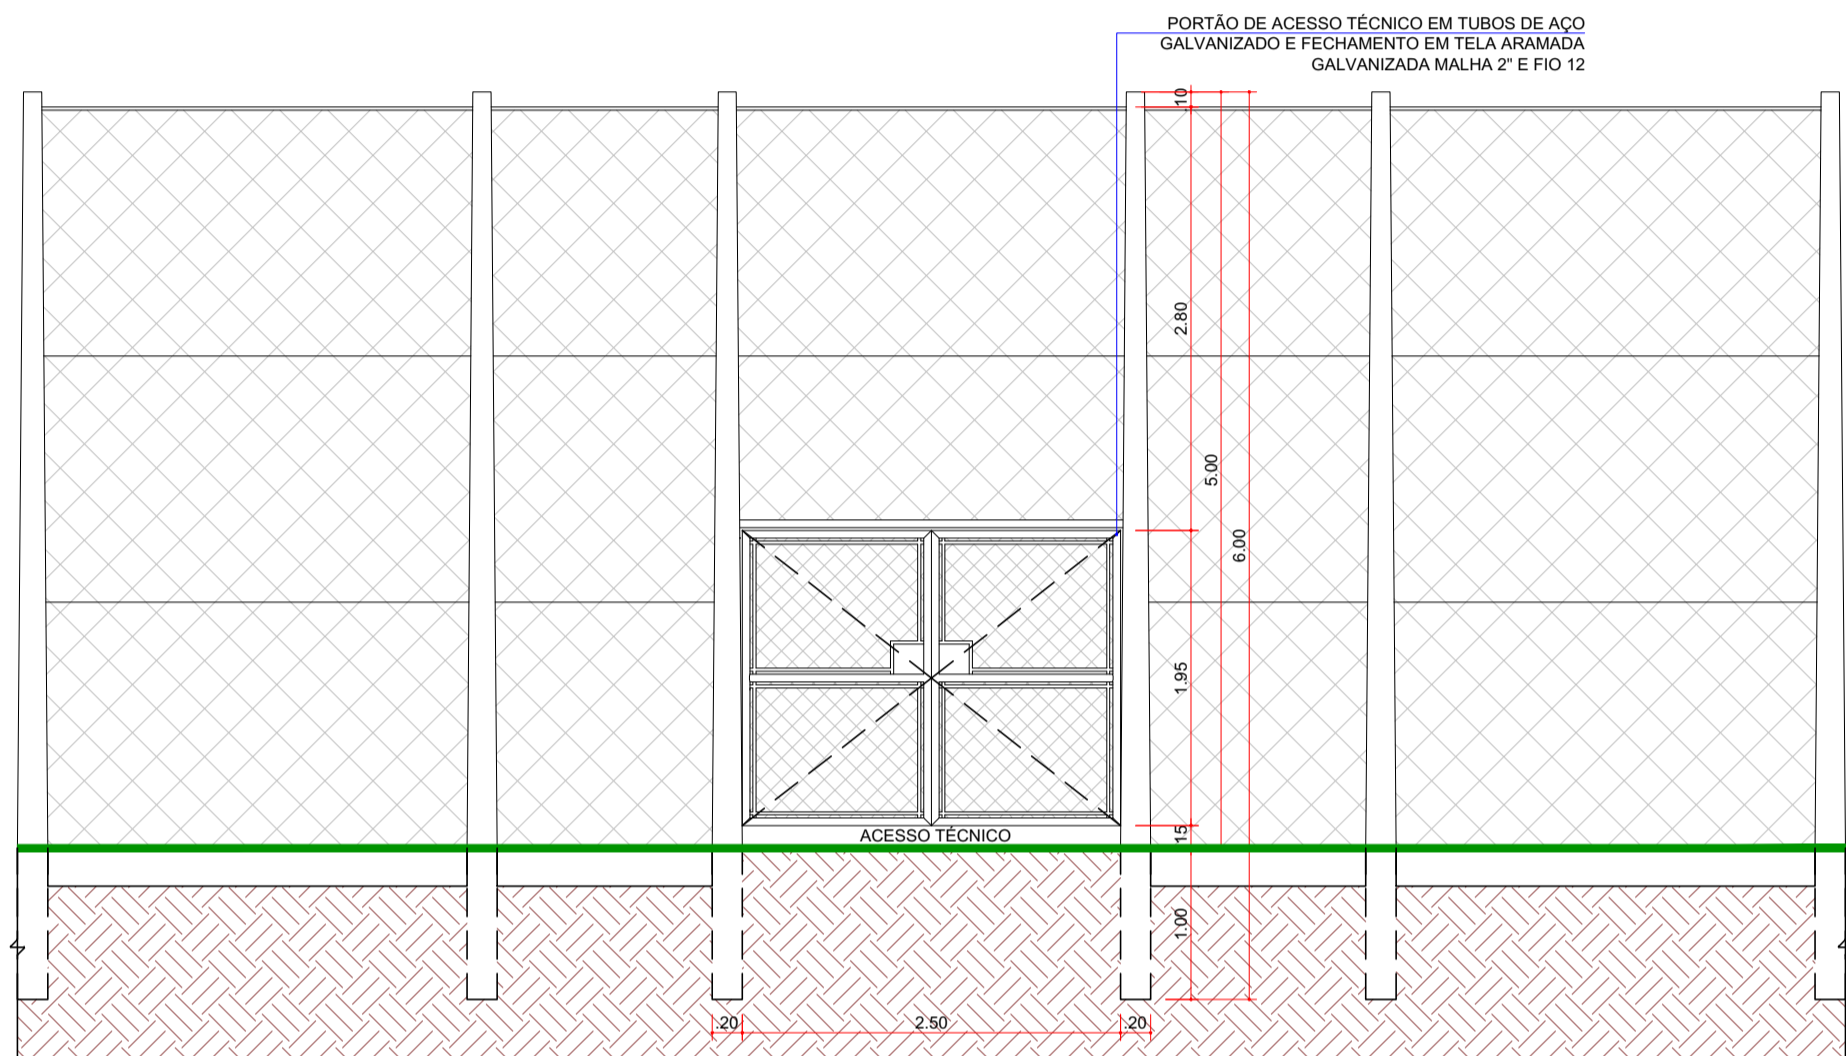 PORTÃO DE ACESSO TÉCNICO EM TUBOS DE AÇO
GALVANIZADO E FECHAMENTO EM TELA ARAMADA
GALVANIZADA MALHA 2" E FIO 12
.10
2.80
5.00
6.00
1.95
ACESSO TÉCNICO
.15
1.00
.20
2.50
.20